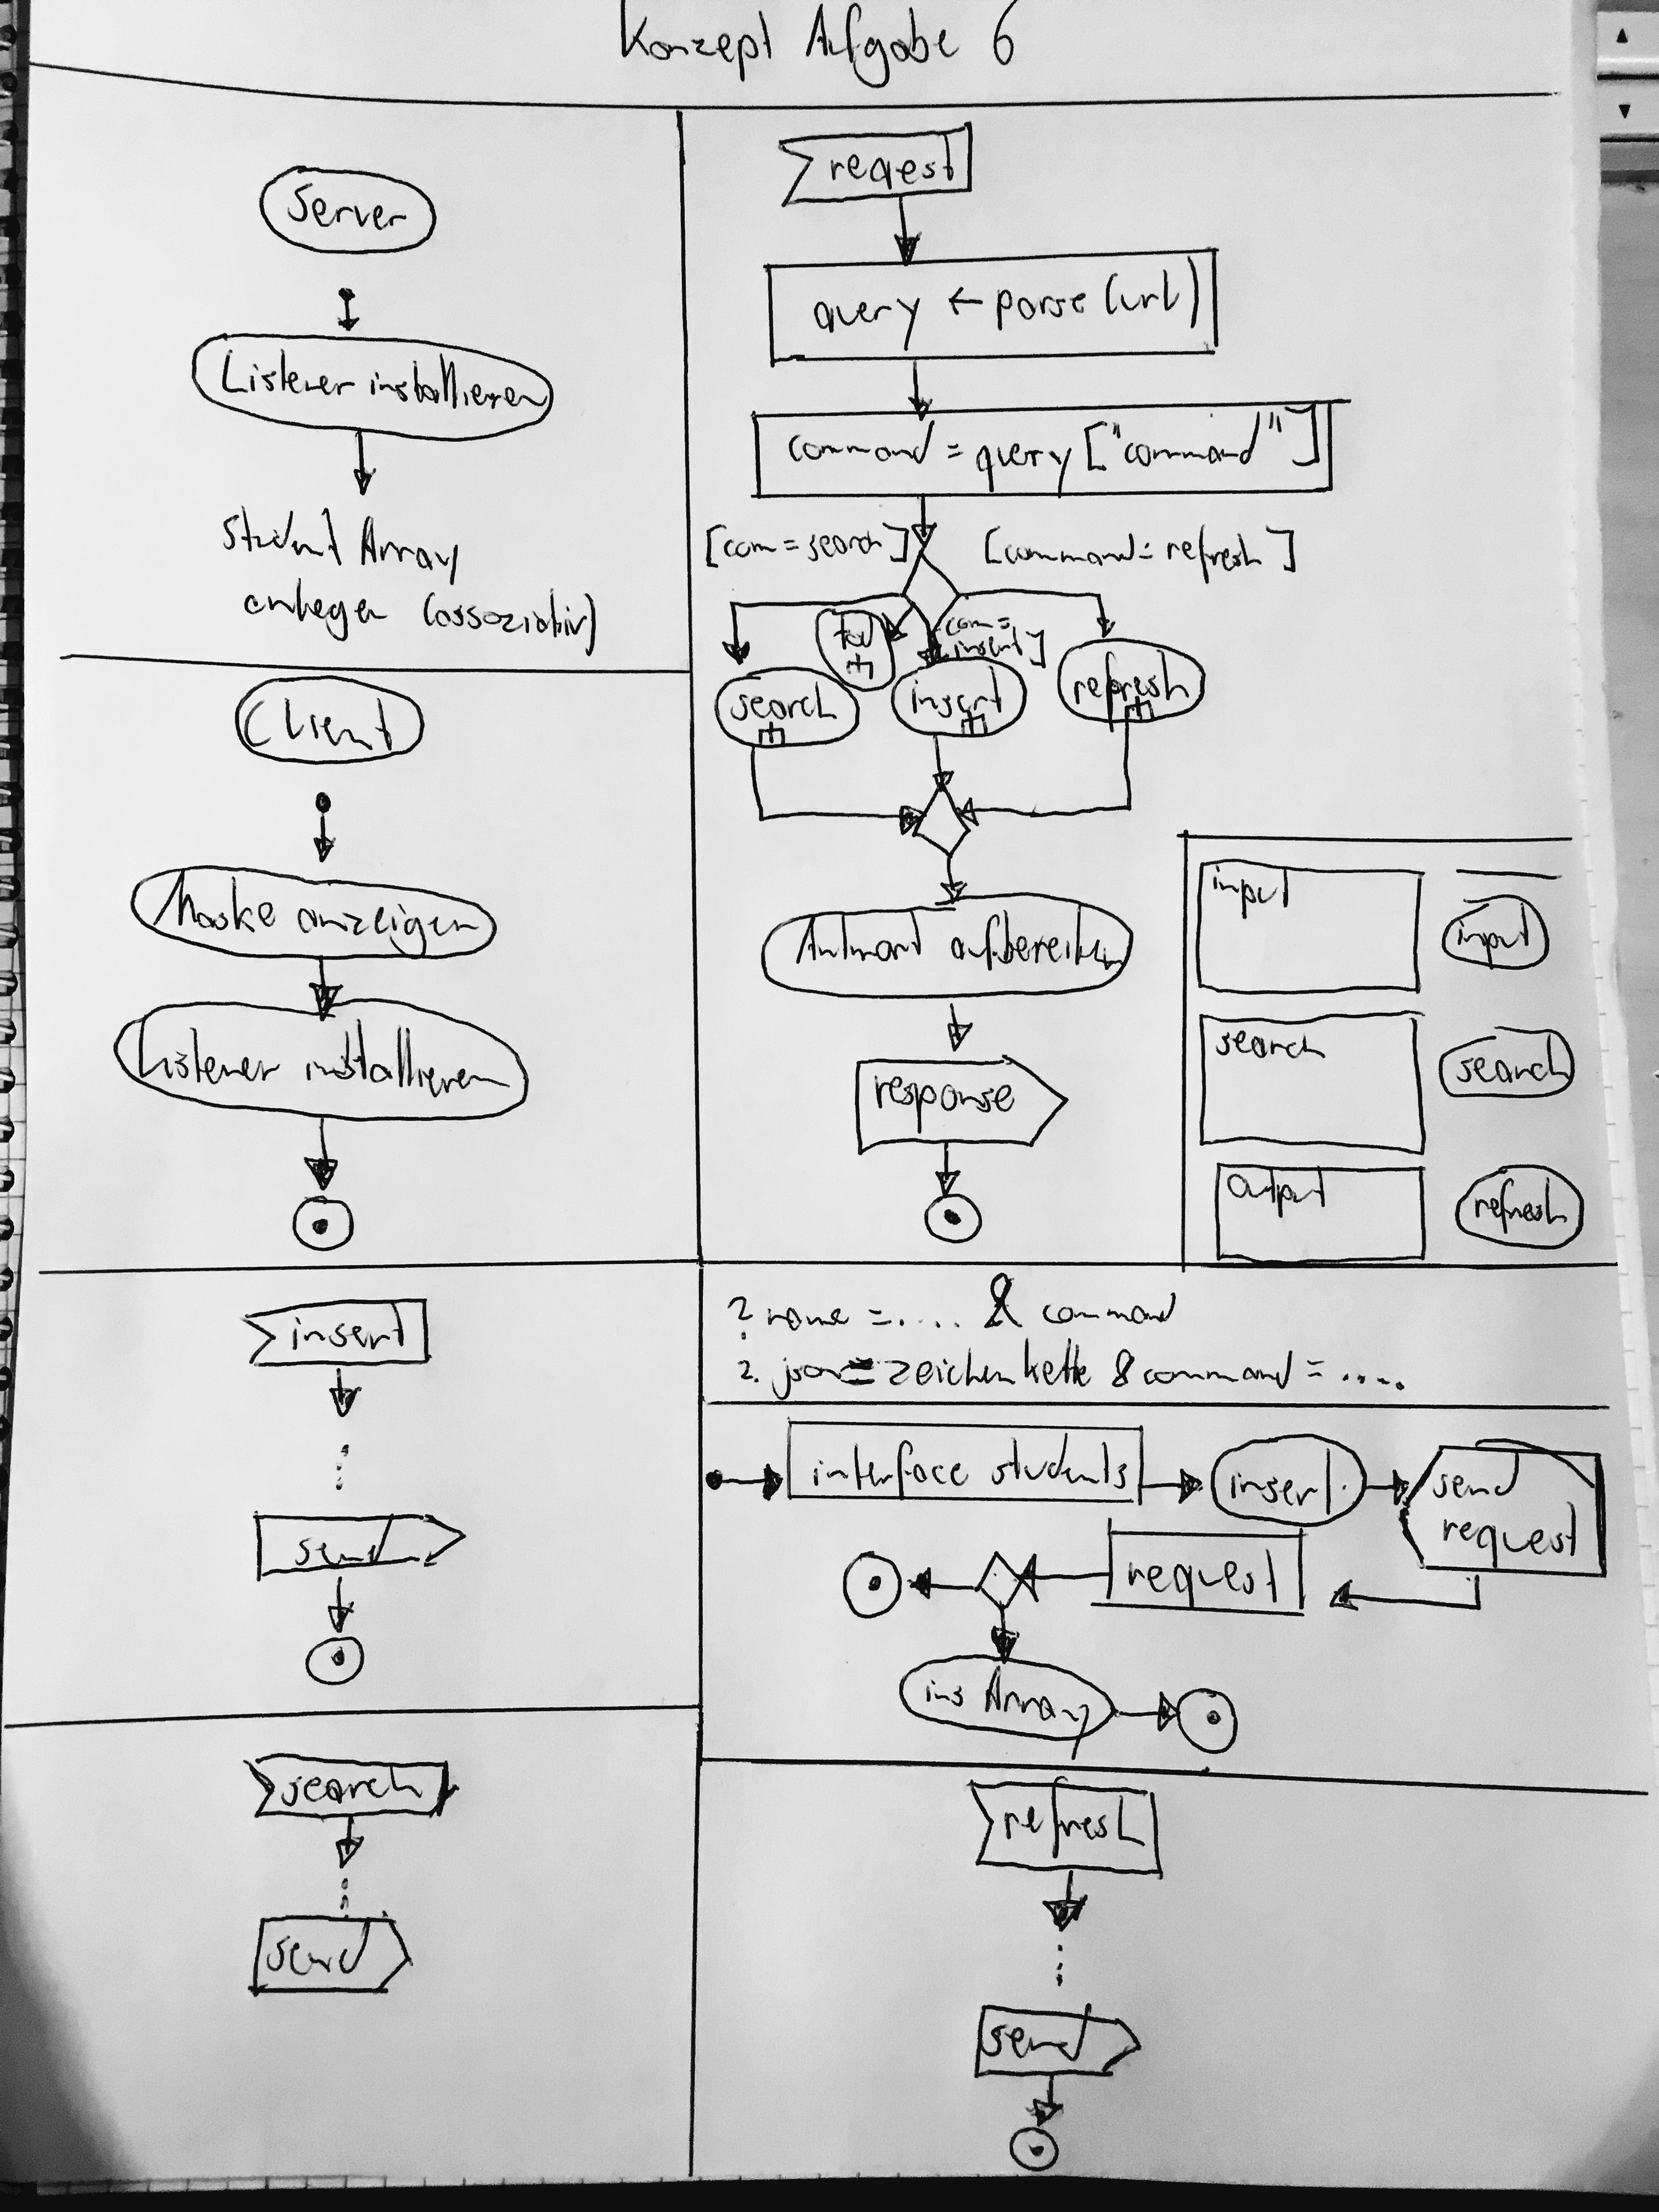 Konzept Aufgabe 6
Server
Listener installieren
Student Array
anlegen (assoziativ)
Client
Maske anzeigen
Listener installieren
insert
send
search
send
reqest
query ← parse (url)
command = query ["command"]
[com = search]
[command = refresh]
[com =
insert]
search
insert
refresh
Antwort aufbereiten
response
input
input
search
search
output
refresh
? name = .... & command
?. json = zeichenkette & command = ....
interface students
insert
send
request
request
ins Array
refresh
send